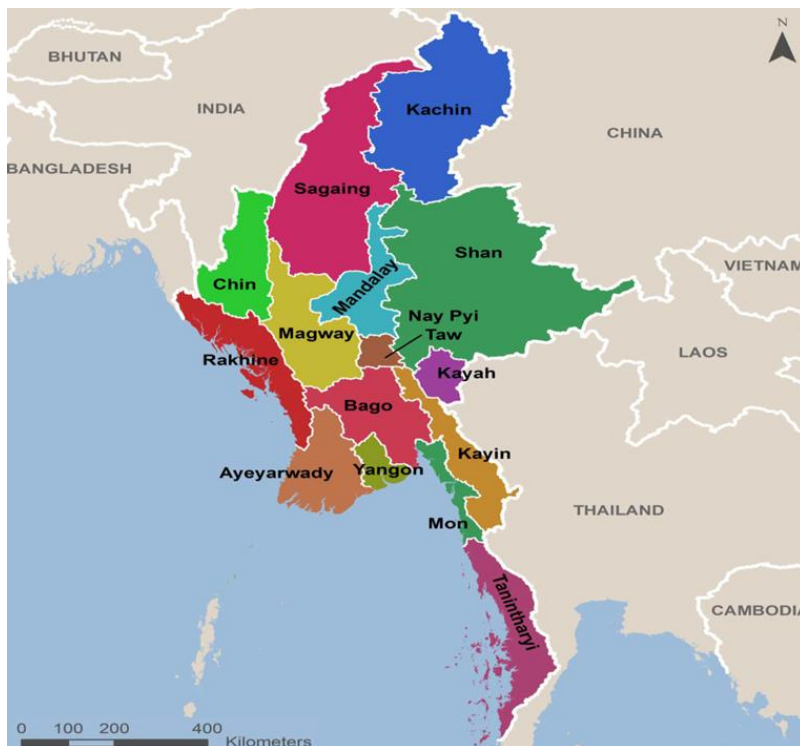 N
BHUTAN
INDIA
CHINA
BANGLADESH
Kachin
Sagaing
Shan
Chin
Mandalay
VIETNAM
Nay Pyi
Taw
Magway
Rakhine
LAOS
Kayah
Bago
Kayin
Ayeyarwady
Yangon
Mon
THAILAND
Tanintharyi
CAMBODIA
0 100 200 400
Kilometers